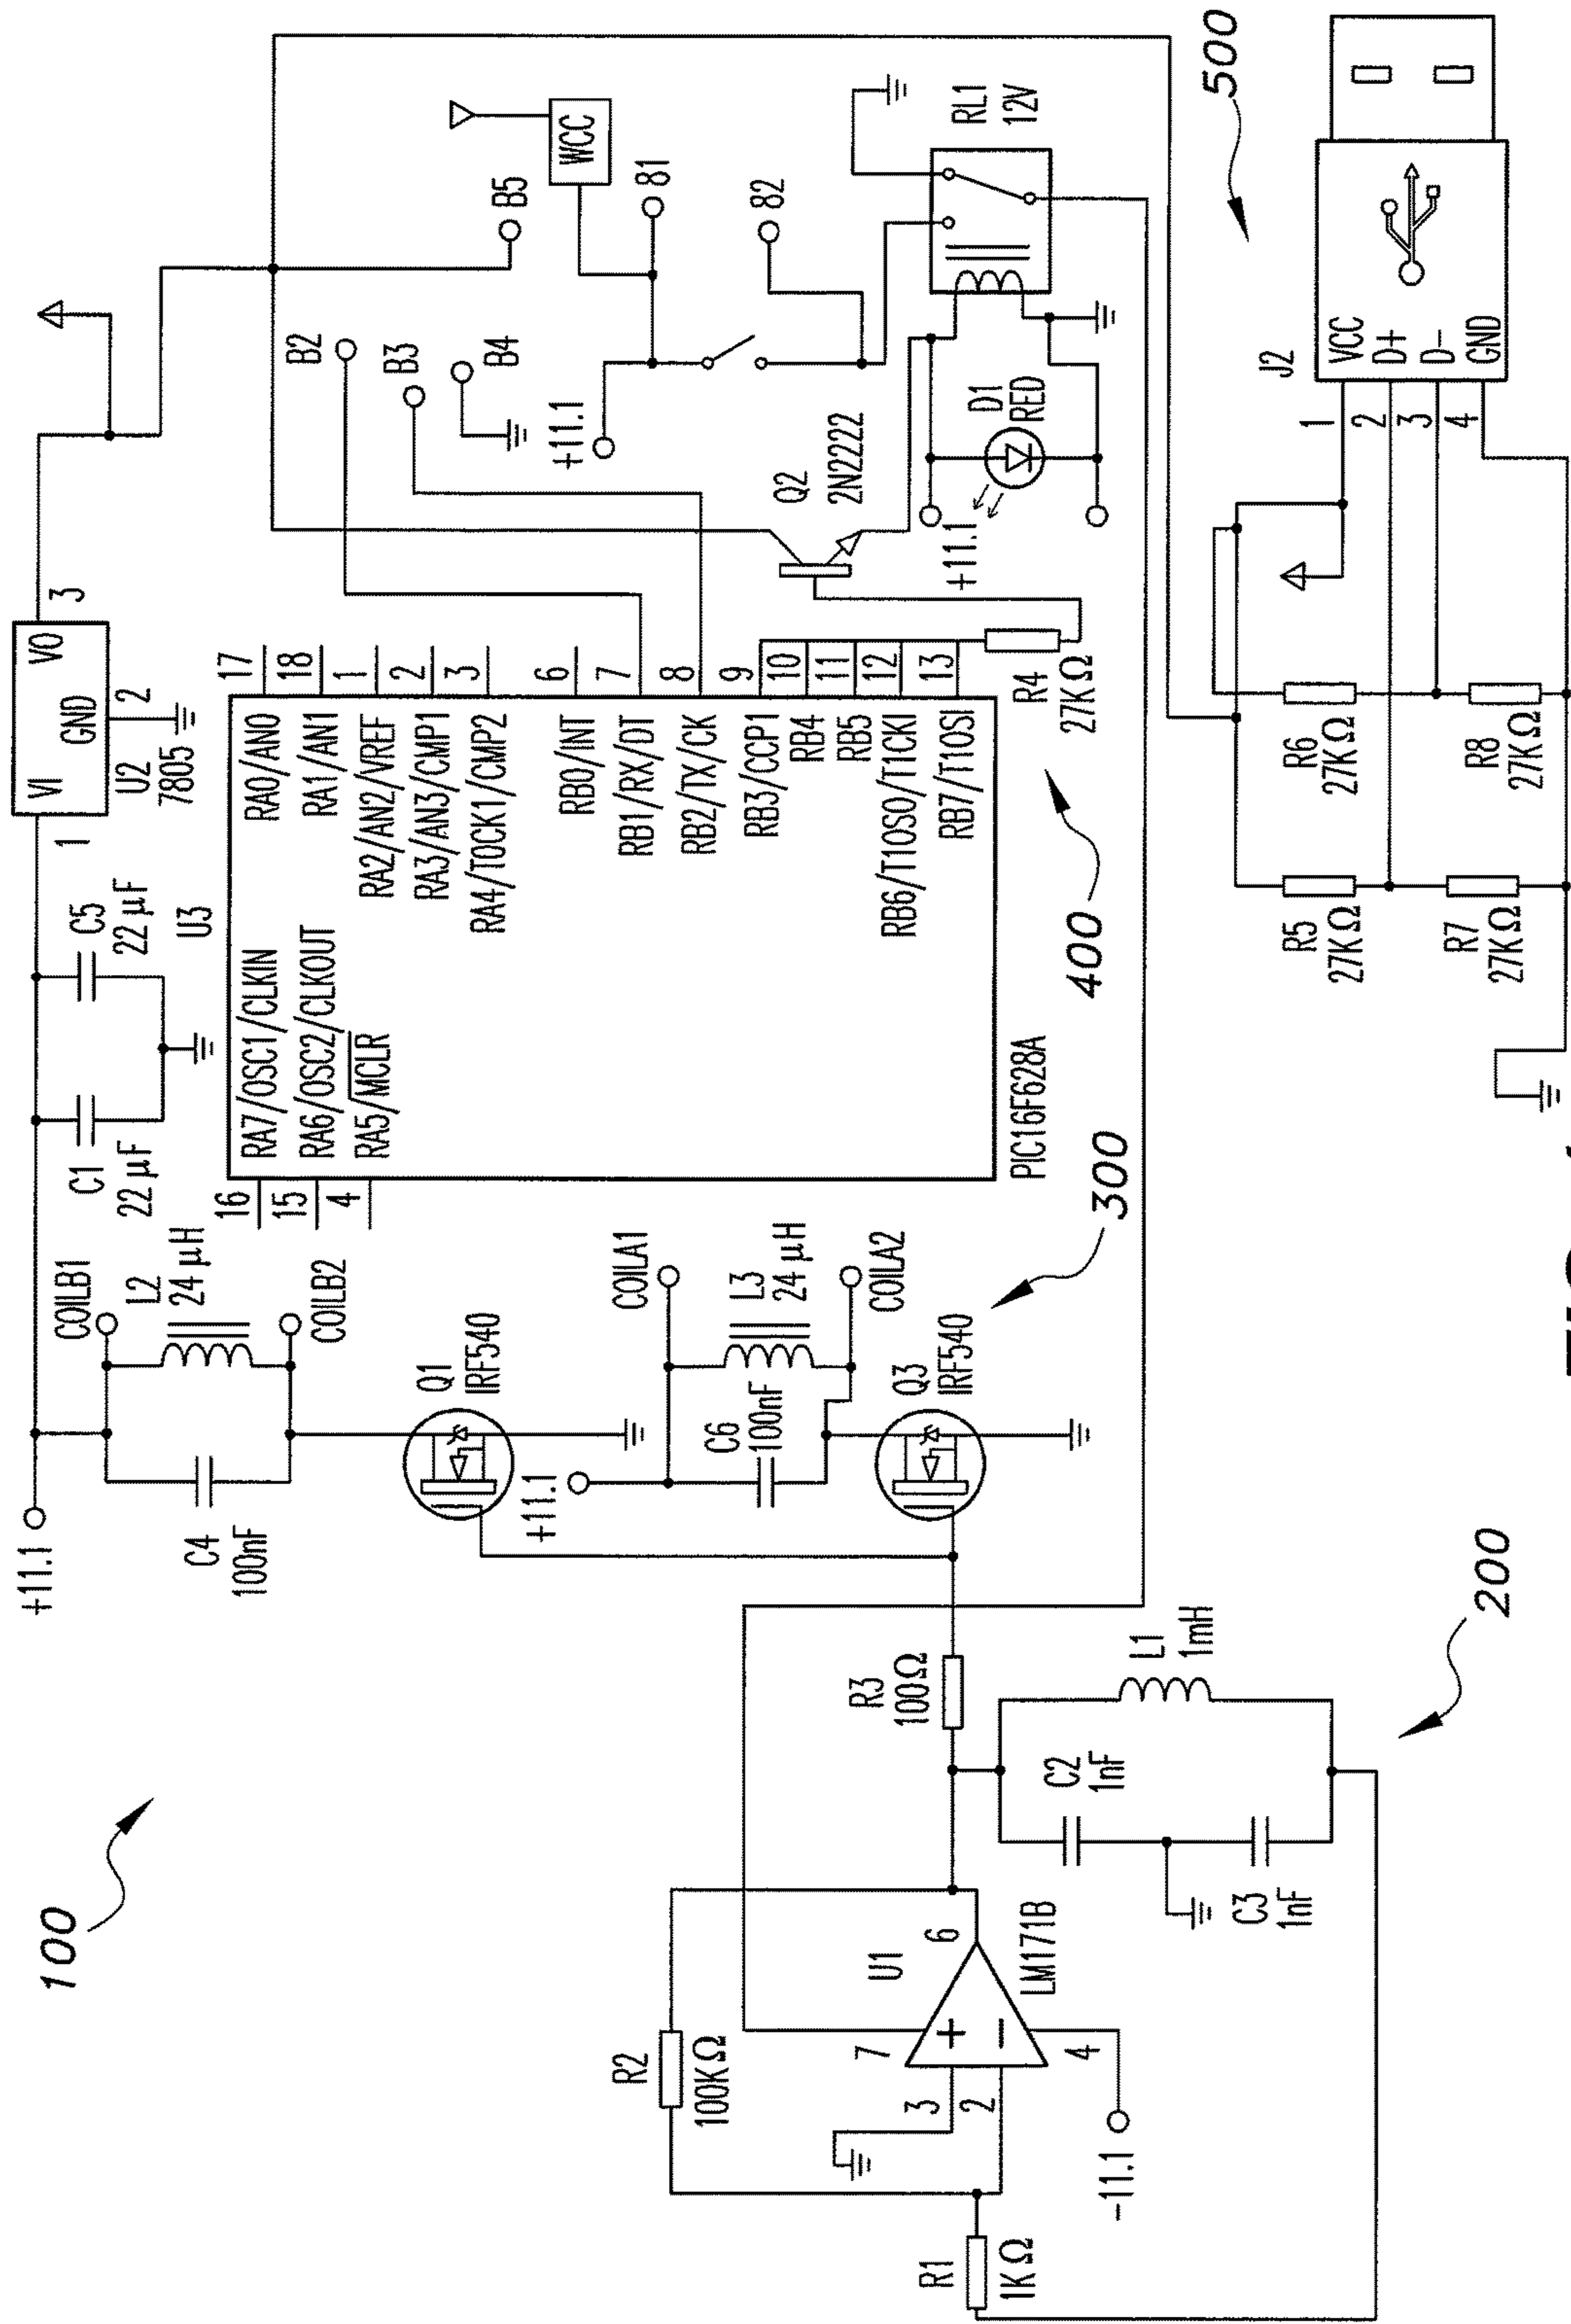 100
+11.1
COILB1
L2
24 µH
COILB2
C4
100nF
C1
22 µF
C5
22 µF
1
VI
VO
GND
3
2
U2
7805
Q1
IRF540
+11.1
COILA1
L3
24 µH
COILA2
C6
100nF
Q3
IRF540
300
U3
16
15
4
RA7/OSC1/CLKIN
RA6/OSC2/CLKOUT
RA5/MCLR
RA0/AN0
RA1/AN1
RA2/AN2/VREF
RA3/AN3/CMP1
RA4/TOCK1/CMP2
RB0/INT
RB1/RX/DT
RB2/TX/CK
RB3/CCP1
RB4
RB5
RB6/T1OSO/T1CKI
RB7/T1OSI
17
18
1
2
3
6
7
8
9
10
11
12
13
PIC16F628A
B2
B3
B4
B5
WCC
81
82
+11.1
Q2
2N2222
RL1
12V
+11.1
D1
RED
R4
27K Ω
400
R2
100K Ω
U1
7
3
2
6
4
LM171B
-11.1
R1
1K Ω
R3
100Ω
C2
1nF
C3
1nF
L1
1mH
200
500
J2
VCC
D+
D-
GND
1
2
3
4
R6
27K Ω
R8
27K Ω
R5
27K Ω
R7
27K Ω